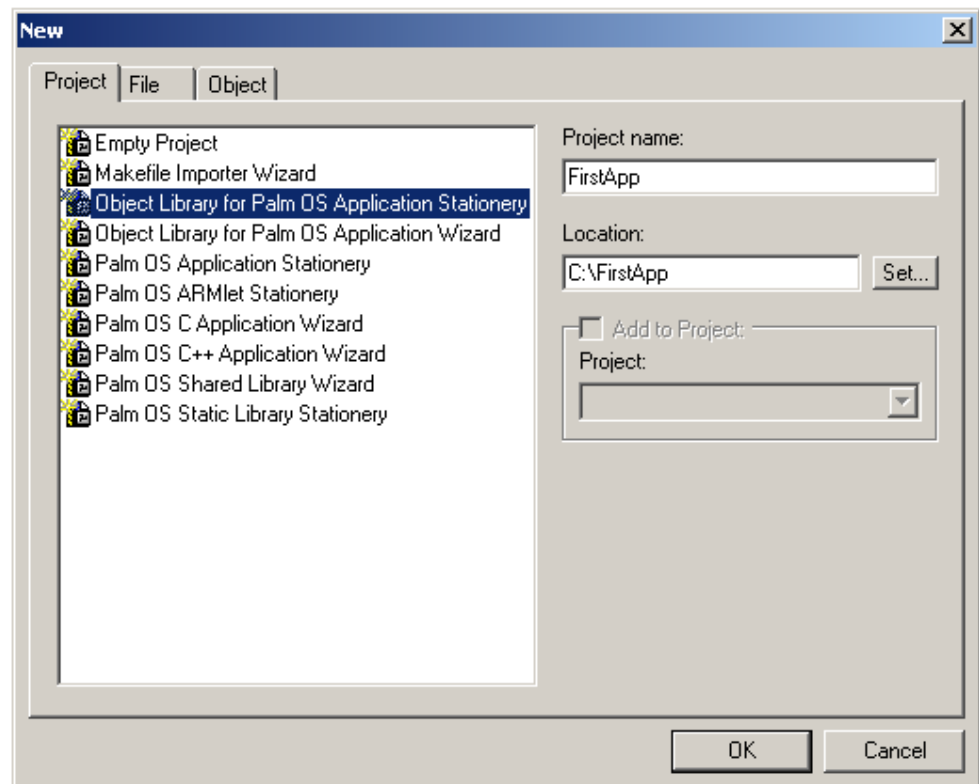 New
Project
File
Object
Empty Project
Makefile Importer Wizard
Object Library for Palm OS Application Stationery
Object Library for Palm OS Application Wizard
Palm OS Application Stationery
Palm OS ARMlet Stationery
Palm OS C Application Wizard
Palm OS C++ Application Wizard
Palm OS Shared Library Wizard
Palm OS Static Library Stationery
Project name:
FirstApp
Location:
C:\FirstApp
Set...
Add to Project:
Project:
OK
Cancel